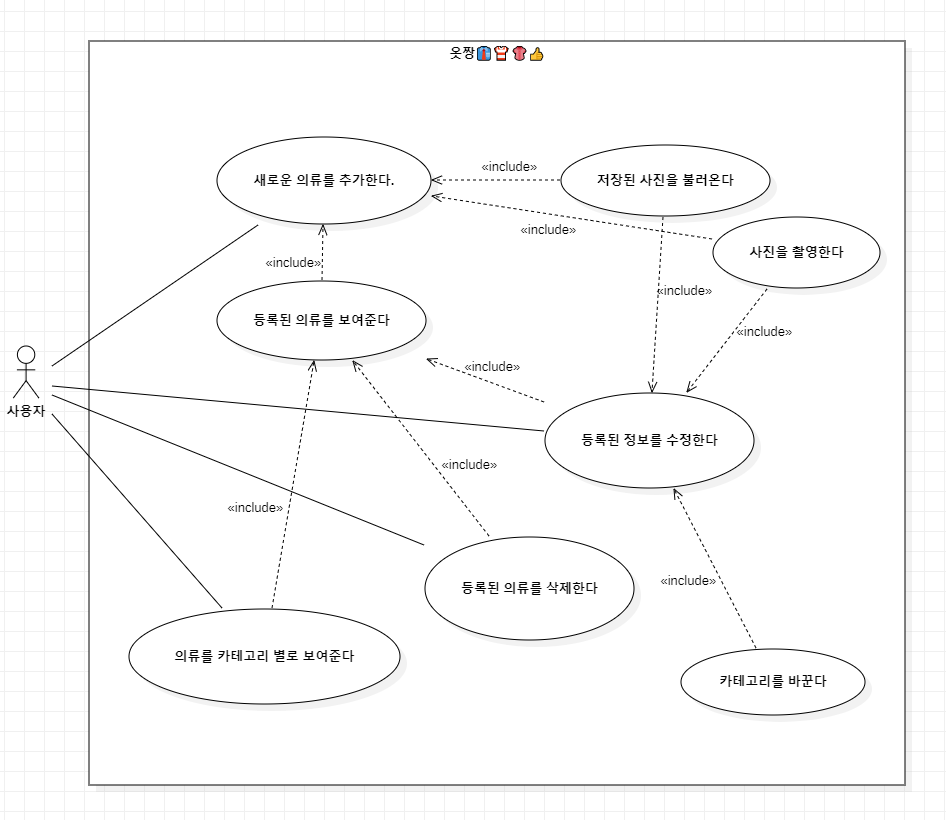 옷짱👔👚👕👍
새로운 의류를 추가한다.
«include»
저장된 사진을 불러온다
«include»
사진을 촬영한다
«include»
등록된 의류를 보여준다
«include»
«include»
«include»
사용자
등록된 정보를 수정한다
«include»
«include»
«include»
등록된 의류를 삭제한다
의류를 카테고리 별로 보여준다
카테고리를 바꾼다